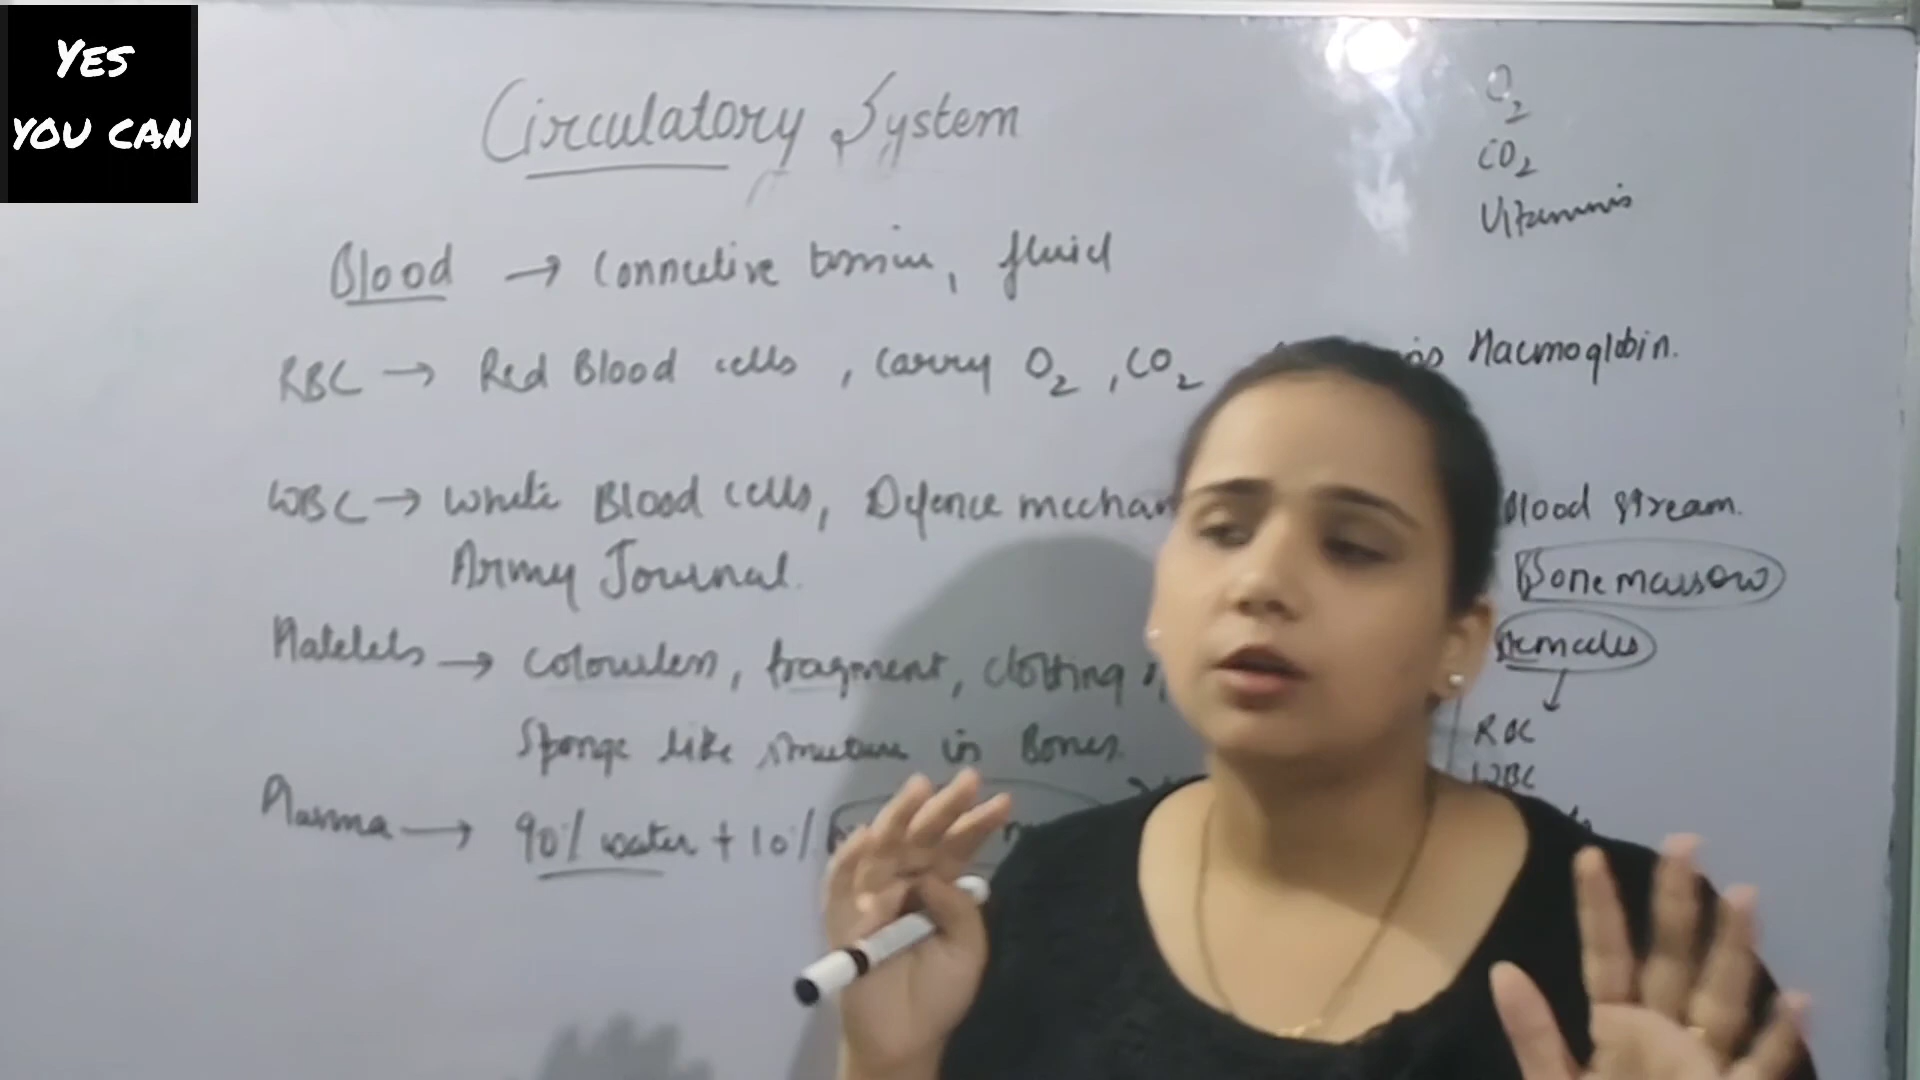 YES
YOU CAN
Circulatory System
O2
CO2
Vitamins
Blood → Connective tissue, fluid
RBC → Red Blood cells, Carry O2, CO2 Haemoglobin.
WBC → White Blood cells, Defence mechan Blood stream.
Army Journal.
Bone marrow
Platelets → colourless, fragment, clotting
Sponge like structure in Bones.
RBC
WBC
Plasma → 90% water + 10%